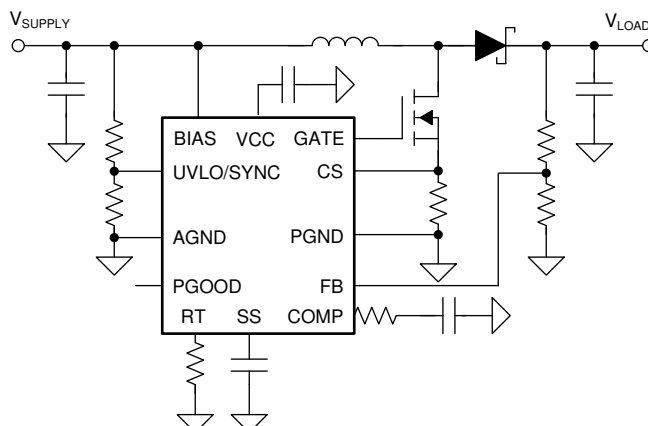 VSUPPLY
VLOAD
BIAS VCC GATE
UVLO/SYNC CS
AGND PGND
PGOOD FB
RT SS COMP